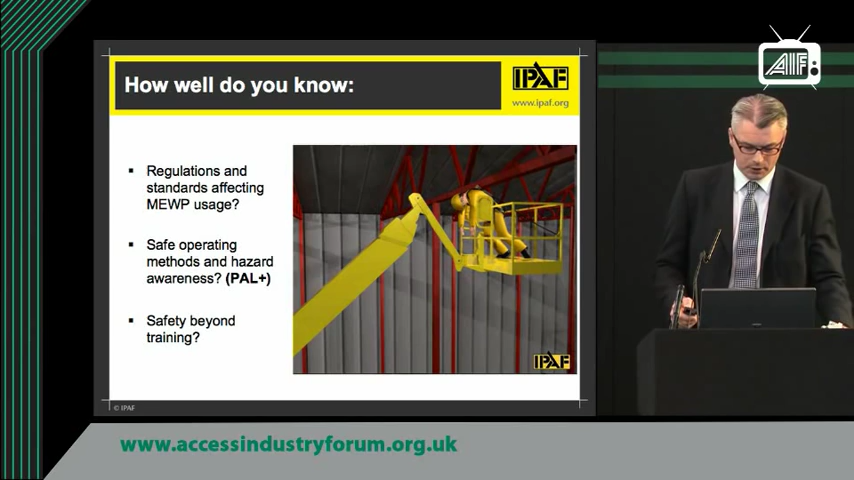 How well do you know:
IPAF
www.ipaf.org
AIF
▪ Regulations and
standards affecting
MEWP usage?
▪ Safe operating
methods and hazard
awareness? (PAL+)
▪ Safety beyond
training?
IPAF
© IPAF
www.accessindustryforum.org.uk